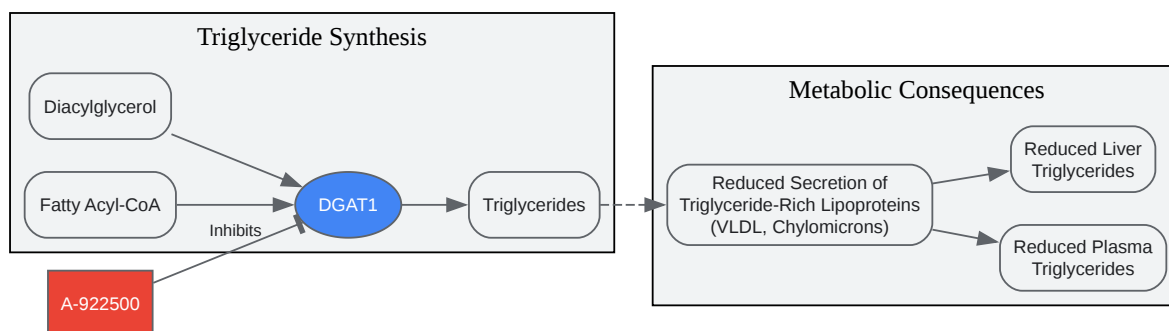 Triglyceride Synthesis
Diacylglycerol
Fatty Acyl-CoA
DGAT1
Triglycerides
Inhibits
A-922500
Metabolic Consequences
Reduced Secretion of
Triglyceride-Rich Lipoproteins
(VLDL, Chylomicrons)
Reduced Liver
Triglycerides
Reduced Plasma
Triglycerides